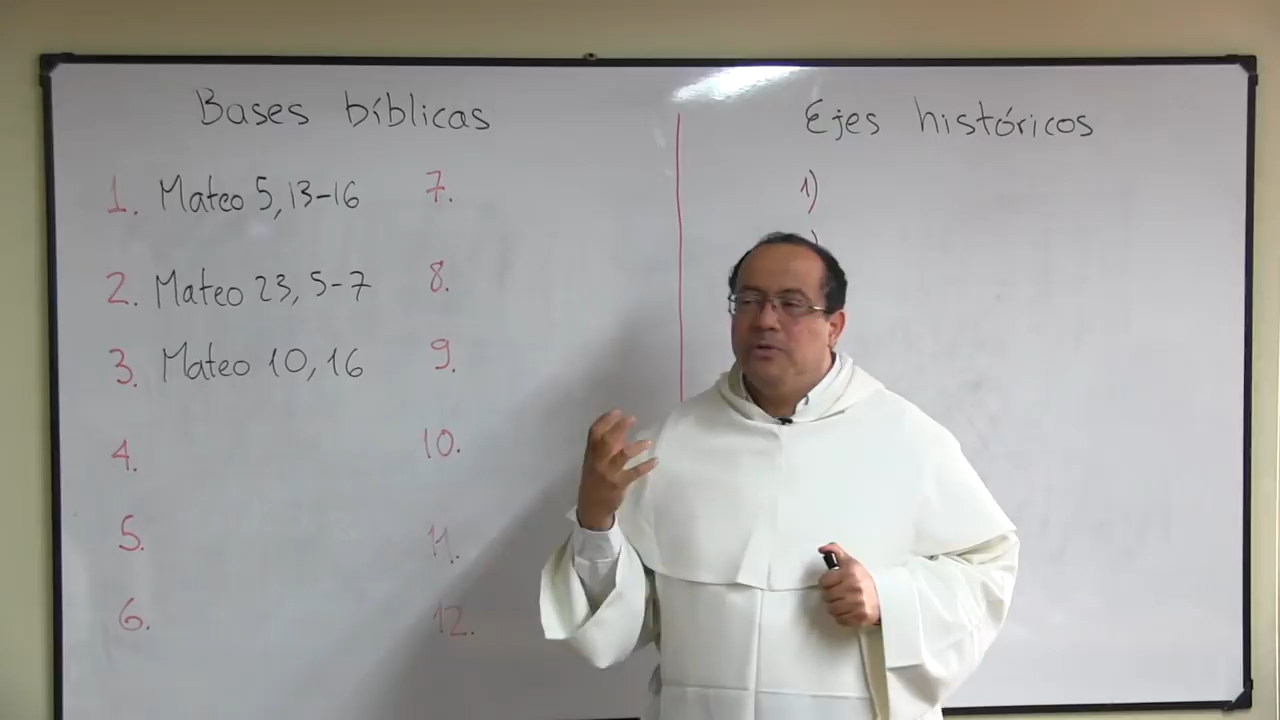 Bases bíblicas
1. Mateo 5,13-16
2. Mateo 23, 5-7
3. Mateo 10, 16
4.
5.
6.
7.
8.
9.
10.
11.
12.
Ejes históricos
1)